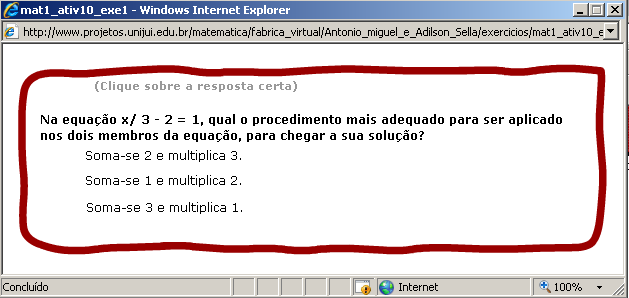 mat1_ativ10_exe1 - Windows Internet Explorer
http://www.projetos.unijui.edu.br/matematica/fabrica_virtual/Antonio_miguel_e_Adilson_Sella/exercicios/mat1_ativ10_e
(Clique sobre a resposta certa)
Na equação x/ 3 - 2 = 1, qual o procedimento mais adequado para ser aplicado
nos dois membros da equação, para chegar a sua solução?
Soma-se 2 e multiplica 3.
Soma-se 1 e multiplica 2.
Soma-se 3 e multiplica 1.
Concluído
Internet
100%